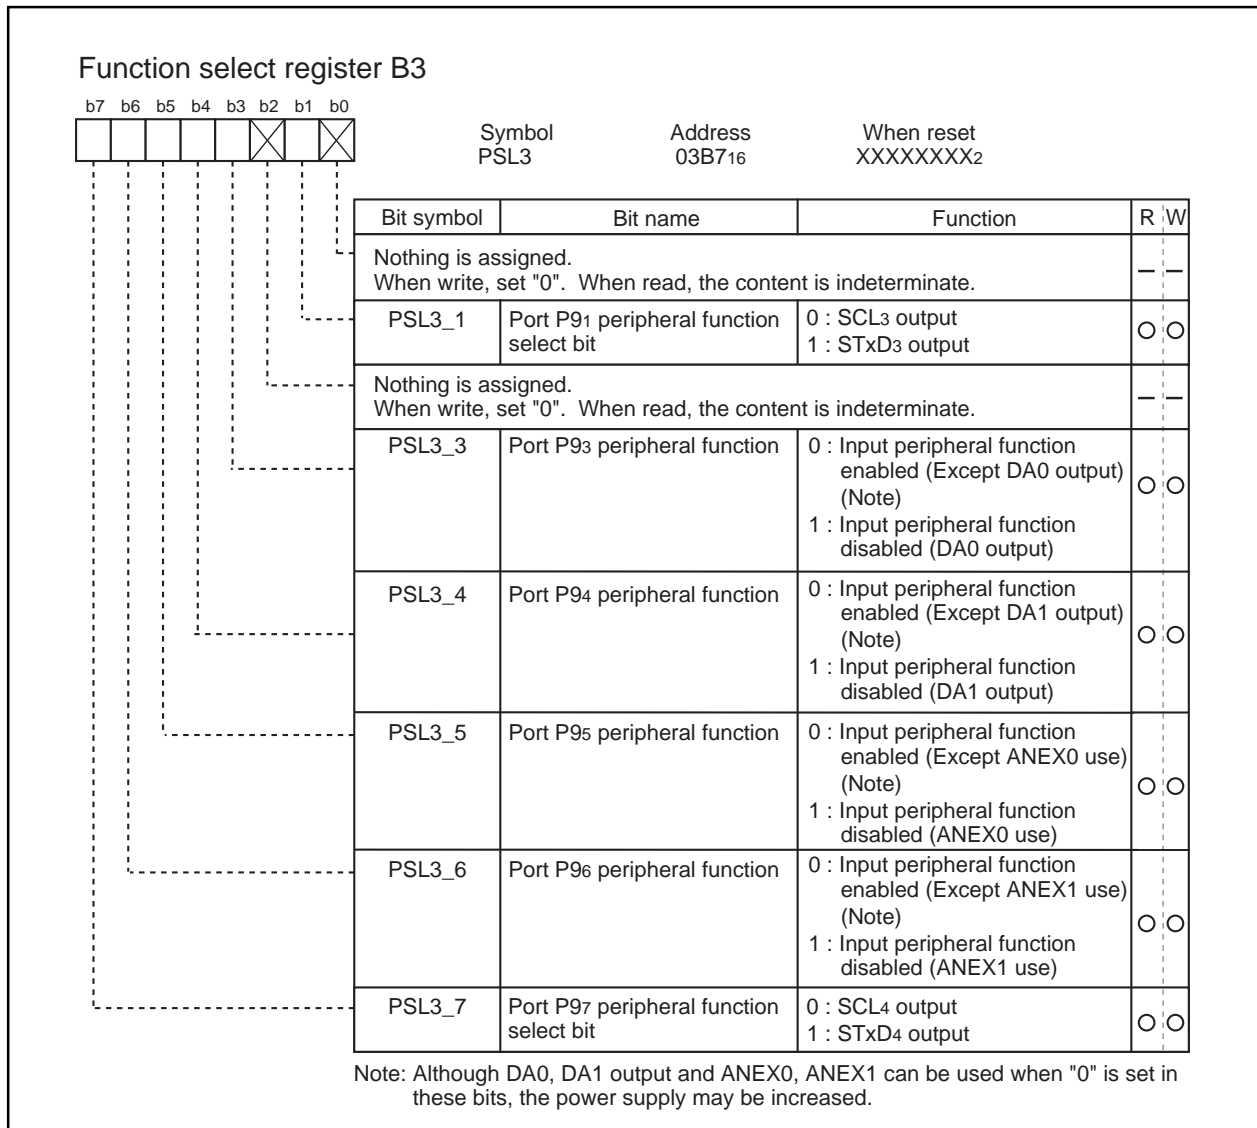 Function select register B3
b7 b6 b5 b4 b3 b2 b1 b0
Symbol Address When reset
PSL3 03B716 XXXXXXXX2
Bit symbol Bit name Function R W
Nothing is assigned.
When write, set "0". When read, the content is indeterminate.
— —
PSL3_1 Port P91 peripheral function select bit
0 : SCL3 output
1 : STxD3 output
O O
Nothing is assigned.
When write, set "0". When read, the content is indeterminate.
— —
PSL3_3 Port P93 peripheral function
0 : Input peripheral function
enabled (Except DA0 output)
(Note)
1 : Input peripheral function
disabled (DA0 output)
O O
PSL3_4 Port P94 peripheral function
0 : Input peripheral function
enabled (Except DA1 output)
(Note)
1 : Input peripheral function
disabled (DA1 output)
O O
PSL3_5 Port P95 peripheral function
0 : Input peripheral function
enabled (Except ANEX0 use)
(Note)
1 : Input peripheral function
disabled (ANEX0 use)
O O
PSL3_6 Port P96 peripheral function
0 : Input peripheral function
enabled (Except ANEX1 use)
(Note)
1 : Input peripheral function
disabled (ANEX1 use)
O O
PSL3_7 Port P97 peripheral function select bit
0 : SCL4 output
1 : STxD4 output
O O
Note: Although DA0, DA1 output and ANEX0, ANEX1 can be used when "0" is set in
these bits, the power supply may be increased.